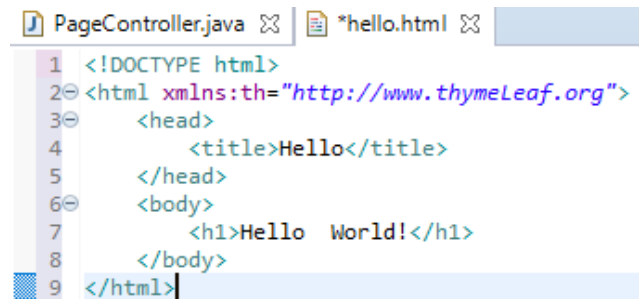 PageController.java *hello.html
1 <!DOCTYPE html>
2 <html xmlns:th="http://www.thymeleaf.org">
3 <head>
4 <title>Hello</title>
5 </head>
6 <body>
7 <h1>Hello  World!</h1>
8 </body>
9 </html>